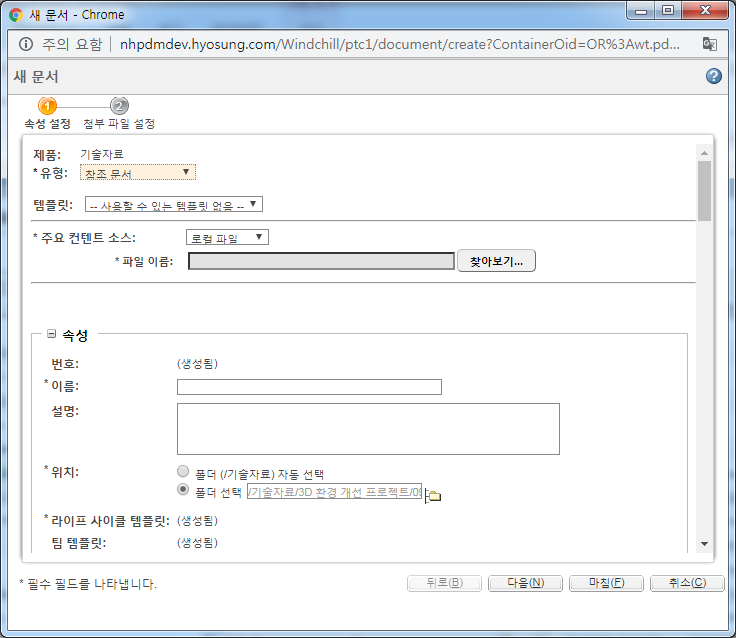 새 문서 - Chrome
주의 요함 nhpdmdev.hyosung.com/Windchill/ptc1/document/create?ContainerOid=OR%3Awt.pd...
새 문서
1 2
속성 설정 첨부 파일 설정
제품: 기술자료
* 유형: 참조 문서
템플릿: -- 사용할 수 있는 템플릿 없음 --
* 주요 컨텐트 소스: 로컬 파일
* 파일 이름: 찾아보기...
속성
번호: (생성됨)
* 이름:
설명:
* 위치: 폴더 (/기술자료) 자동 선택
폴더 선택 /기술자료/3D 환경 개선 프로젝트/
* 라이프 사이클 템플릿: (생성됨)
팀 템플릿: (생성됨)
* 필수 필드를 나타냅니다. 뒤로(B) 다음(N) 마침(F) 취소(C)